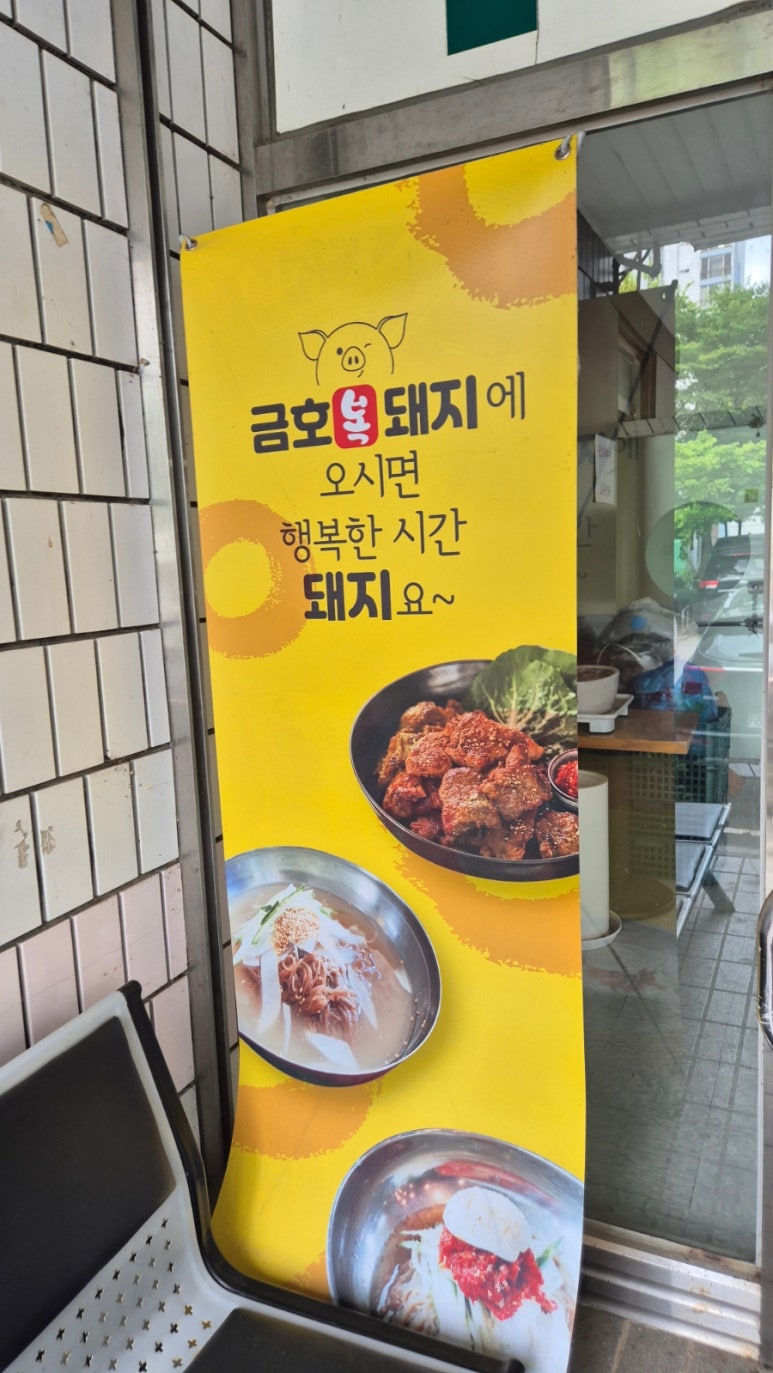 금호복돼지에
오시면
행복한 시간
돼지요~